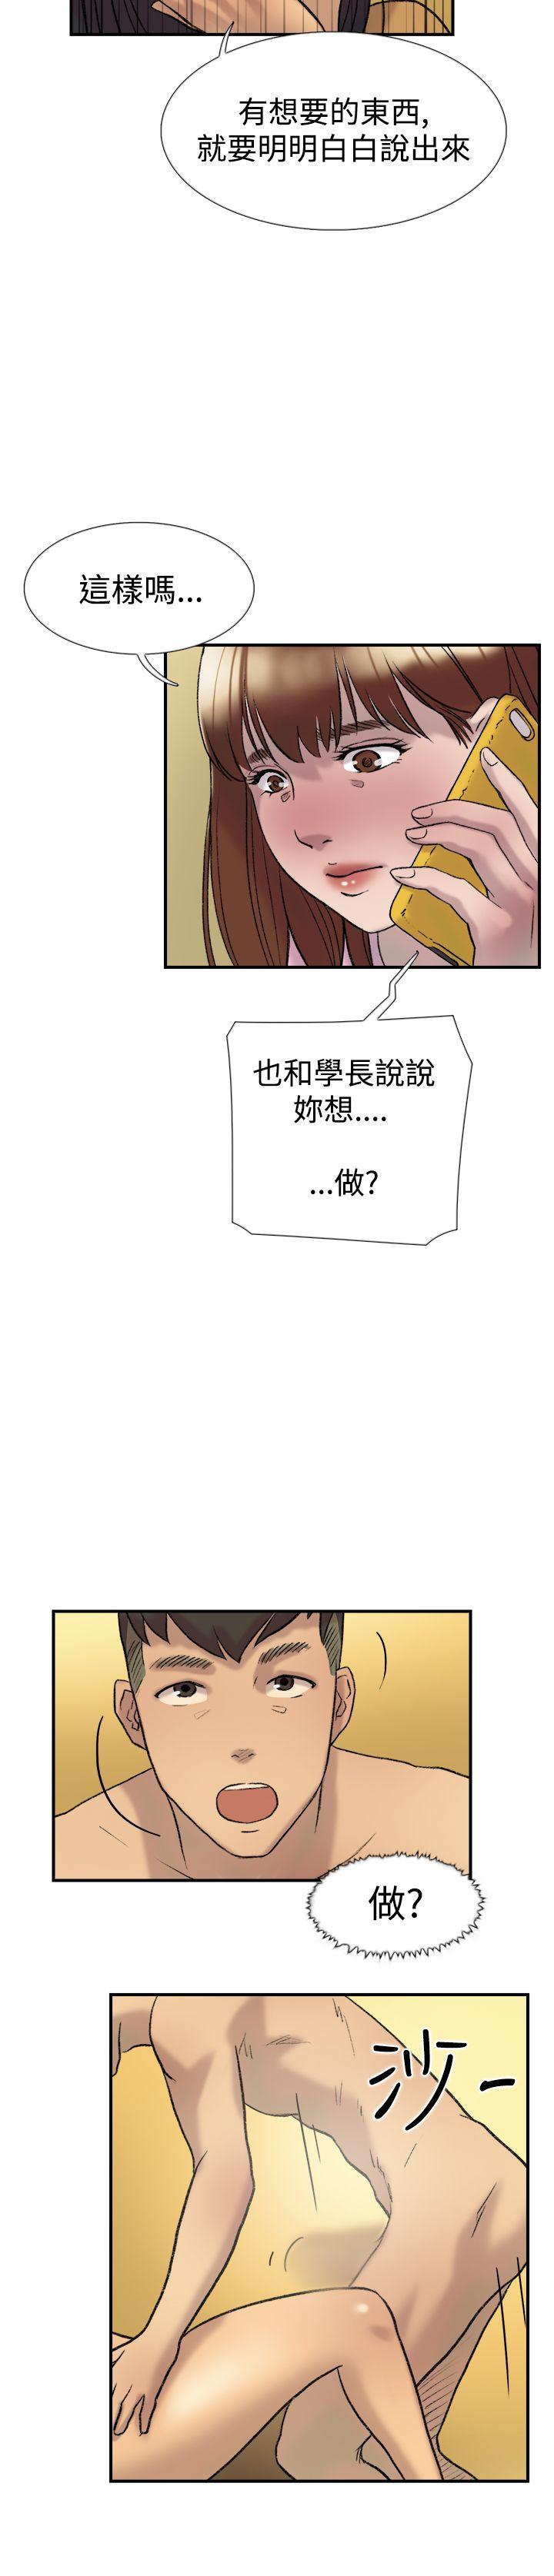 有想要的東西,
就要明明白白說出來
這樣嗎...
也和學長說說
妳想....
...做?
做?
沙一